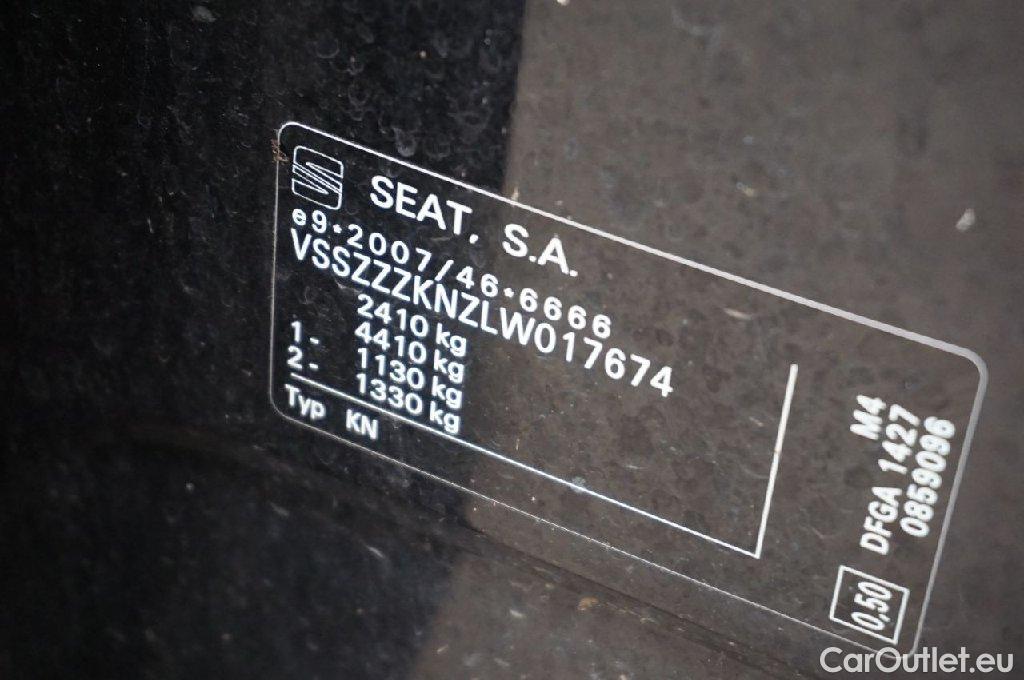 SEAT, S.A.
e9*2007/46*6666
VSSZZZKNZLW017674
2410 kg
4410 kg
1- 1130 kg
2- 1330 kg
Typ KN
M4
DFGA 1427
0859096
0,50
CarOutlet.eu